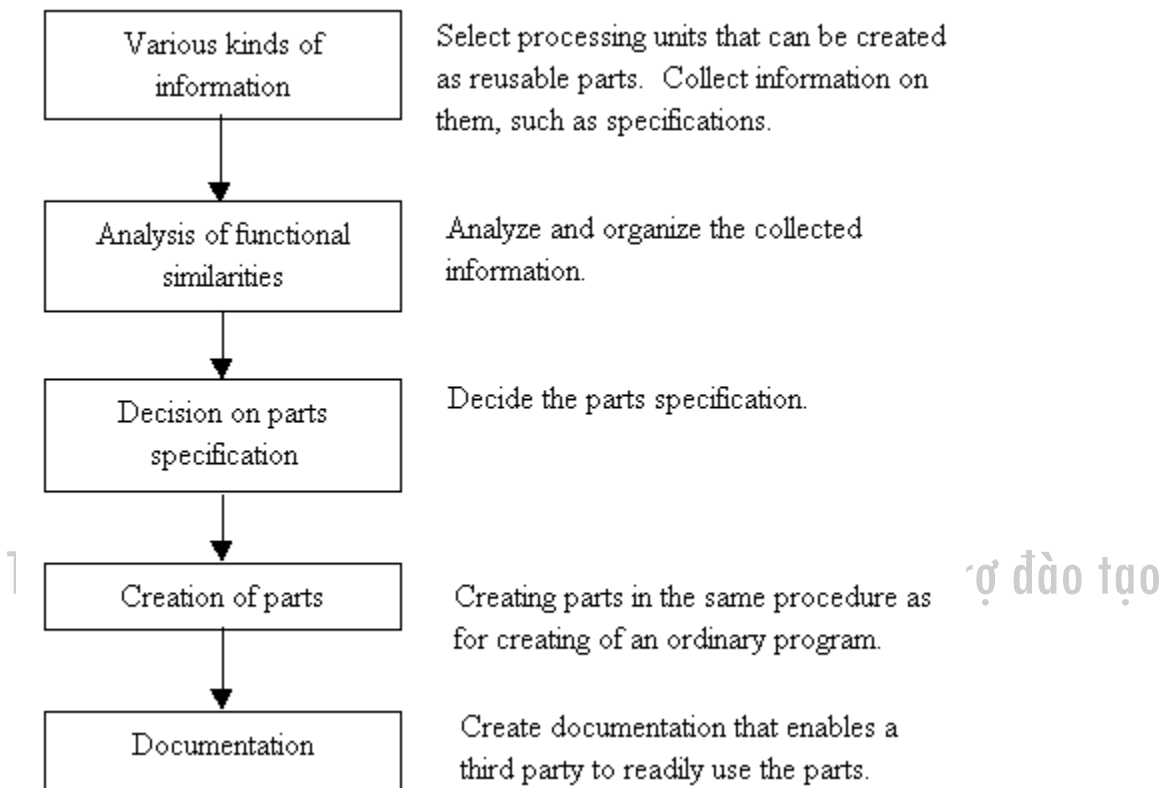 Various kinds of
information
Select processing units that can be created
as reusable parts. Collect information on
them, such as specifications.
Analysis of functional
similarities
Analyze and organize the collected
information.
Decision on parts
specification
Decide the parts specification.
Creation of parts
Creating parts in the same procedure as
for creating of an ordinary program.
đào tạo
Documentation
Create documentation that enables a
third party to readily use the parts.